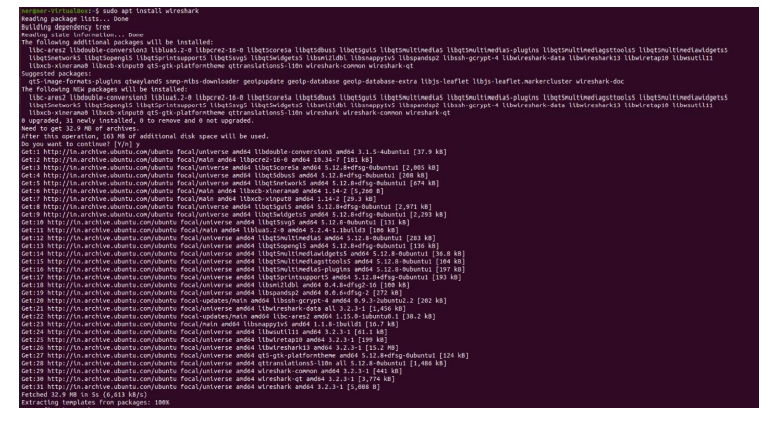 ner@ner-VirtualBox:~$ sudo apt install wireshark
Reading package lists... Done
Building dependency tree
Reading state information... Done
The following additional packages will be installed:
  libc-ares2 libdouble-conversion3 liblua5.2-0 libpcre2-16-0 libqt5core5a libqt5dbus5 libqt5gui5 libqt5multimedia5 libqt5multimedia5-plugins libqt5multimediagsttools5 libqt5multimediawidgets5
  libqt5network5 libqt5opengl5 libqt5printsupport5 libqt5svg5 libqt5widgets5 libsmi2ldbl libsnappy1v5 libspandsp2 libssh-gcrypt-4 libwireshark-data libwireshark13 libwiretap10 libwsutil11
  libxcb-xinerama0 libxcb-xinput0 qt5-gtk-platformtheme qttranslations5-l10n wireshark-common wireshark-qt
Suggested packages:
  qt5-image-formats-plugins qtwayland5 snmp-mibs-downloader geoipupdate geoip-database geoip-database-extra libjs-leaflet libjs-leaflet.markercluster wireshark-doc
The following NEW packages will be installed:
  libc-ares2 libdouble-conversion3 liblua5.2-0 libpcre2-16-0 libqt5core5a libqt5dbus5 libqt5gui5 libqt5multimedia5 libqt5multimedia5-plugins libqt5multimediagsttools5 libqt5multimediawidgets5
  libqt5network5 libqt5opengl5 libqt5printsupport5 libqt5svg5 libqt5widgets5 libsmi2ldbl libsnappy1v5 libspandsp2 libssh-gcrypt-4 libwireshark-data libwireshark13 libwiretap10 libwsutil11
  libxcb-xinerama0 libxcb-xinput0 qt5-gtk-platformtheme qttranslations5-l10n wireshark wireshark-common wireshark-qt
0 upgraded, 31 newly installed, 0 to remove and 0 not upgraded.
Need to get 32.9 MB of archives.
After this operation, 163 MB of additional disk space will be used.
Do you want to continue? [Y/n] y
Get:1 http://in.archive.ubuntu.com/ubuntu focal/universe amd64 libdouble-conversion3 amd64 3.1.5-4ubuntu1 [37.9 kB]
Get:2 http://in.archive.ubuntu.com/ubuntu focal/main amd64 libpcre2-16-0 amd64 10.34-7 [181 kB]
Get:3 http://in.archive.ubuntu.com/ubuntu focal/universe amd64 libqt5core5a amd64 5.12.8+dfsg-0ubuntu1 [2,005 kB]
Get:4 http://in.archive.ubuntu.com/ubuntu focal/universe amd64 libqt5dbus5 amd64 5.12.8+dfsg-0ubuntu1 [208 kB]
Get:5 http://in.archive.ubuntu.com/ubuntu focal/universe amd64 libqt5network5 amd64 5.12.8+dfsg-0ubuntu1 [674 kB]
Get:6 http://in.archive.ubuntu.com/ubuntu focal/main amd64 libxcb-xinerama0 amd64 1.14-2 [5,260 B]
Get:7 http://in.archive.ubuntu.com/ubuntu focal/main amd64 libxcb-xinput0 amd64 1.14-2 [29.3 kB]
Get:8 http://in.archive.ubuntu.com/ubuntu focal/universe amd64 libqt5gui5 amd64 5.12.8+dfsg-0ubuntu1 [2,971 kB]
Get:9 http://in.archive.ubuntu.com/ubuntu focal/universe amd64 libqt5widgets5 amd64 5.12.8+dfsg-0ubuntu1 [2,293 kB]
Get:10 http://in.archive.ubuntu.com/ubuntu focal/universe amd64 libqt5svg5 amd64 5.12.8-0ubuntu1 [131 kB]
Get:11 http://in.archive.ubuntu.com/ubuntu focal/main amd64 liblua5.2-0 amd64 5.2.4-1.1build3 [106 kB]
Get:12 http://in.archive.ubuntu.com/ubuntu focal/universe amd64 libqt5multimedia5 amd64 5.12.8-0ubuntu1 [283 kB]
Get:13 http://in.archive.ubuntu.com/ubuntu focal/universe amd64 libqt5opengl5 amd64 5.12.8+dfsg-0ubuntu1 [136 kB]
Get:14 http://in.archive.ubuntu.com/ubuntu focal/universe amd64 libqt5multimediawidgets5 amd64 5.12.8-0ubuntu1 [36.8 kB]
Get:15 http://in.archive.ubuntu.com/ubuntu focal/universe amd64 libqt5multimediagsttools5 amd64 5.12.8-0ubuntu1 [104 kB]
Get:16 http://in.archive.ubuntu.com/ubuntu focal/universe amd64 libqt5multimedia5-plugins amd64 5.12.8-0ubuntu1 [197 kB]
Get:17 http://in.archive.ubuntu.com/ubuntu focal/universe amd64 libqt5printsupport5 amd64 5.12.8+dfsg-0ubuntu1 [193 kB]
Get:18 http://in.archive.ubuntu.com/ubuntu focal/universe amd64 libsmi2ldbl amd64 0.4.8+dfsg2-16 [100 kB]
Get:19 http://in.archive.ubuntu.com/ubuntu focal/universe amd64 libspandsp2 amd64 0.0.6+dfsg-2 [272 kB]
Get:20 http://in.archive.ubuntu.com/ubuntu focal-updates/main amd64 libssh-gcrypt-4 amd64 0.9.3-2ubuntu2.2 [202 kB]
Get:21 http://in.archive.ubuntu.com/ubuntu focal/universe amd64 libwireshark-data all 3.2.3-1 [1,456 kB]
Get:22 http://in.archive.ubuntu.com/ubuntu focal-updates/main amd64 libc-ares2 amd64 1.15.0-1ubuntu0.1 [38.2 kB]
Get:23 http://in.archive.ubuntu.com/ubuntu focal/main amd64 libsnappy1v5 amd64 1.1.8-1build1 [16.7 kB]
Get:24 http://in.archive.ubuntu.com/ubuntu focal/universe amd64 libwsutil11 amd64 3.2.3-1 [61.1 kB]
Get:25 http://in.archive.ubuntu.com/ubuntu focal/universe amd64 libwiretap10 amd64 3.2.3-1 [199 kB]
Get:26 http://in.archive.ubuntu.com/ubuntu focal/universe amd64 libwireshark13 amd64 3.2.3-1 [15.2 MB]
Get:27 http://in.archive.ubuntu.com/ubuntu focal/universe amd64 qt5-gtk-platformtheme amd64 5.12.8+dfsg-0ubuntu1 [124 kB]
Get:28 http://in.archive.ubuntu.com/ubuntu focal/universe amd64 qttranslations5-l10n all 5.12.8-0ubuntu1 [1,486 kB]
Get:29 http://in.archive.ubuntu.com/ubuntu focal/universe amd64 wireshark-common amd64 3.2.3-1 [441 kB]
Get:30 http://in.archive.ubuntu.com/ubuntu focal/universe amd64 wireshark-qt amd64 3.2.3-1 [3,774 kB]
Get:31 http://in.archive.ubuntu.com/ubuntu focal/universe amd64 wireshark amd64 3.2.3-1 [5,088 B]
Fetched 32.9 MB in 5s (6,613 kB/s)
Extracting templates from packages: 100%